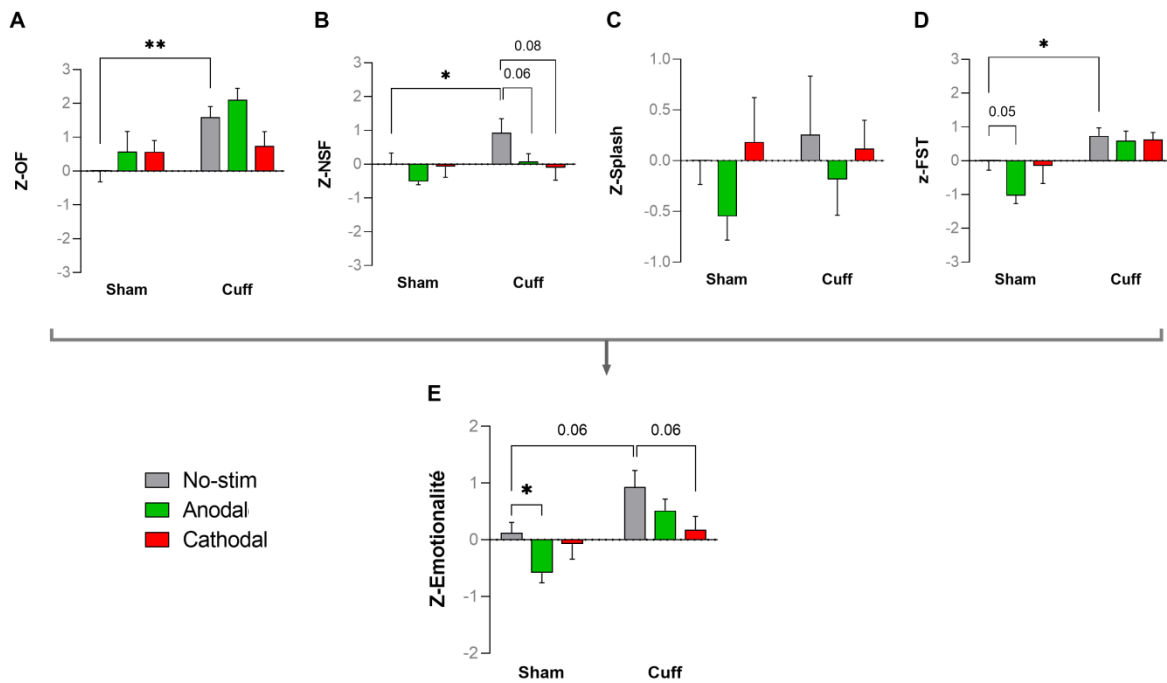 A
**
Z-OF
3
2
1
0
-1
-2
-3
Sham Cuff
B
0.08
* 0.06
Z-NSF
3
2
1
0
-1
-2
-3
Sham Cuff
C
Z-Splash
1.0
0.5
0.0
-0.5
-1.0
Sham Cuff
D
*
0.05
z-FST
3
2
1
0
-1
-2
-3
Sham Cuff
E
0.06 0.06
*
Z-Emotionalité
2
1
0
-1
-2
Sham Cuff
No-stim
Anodal
Cathodal